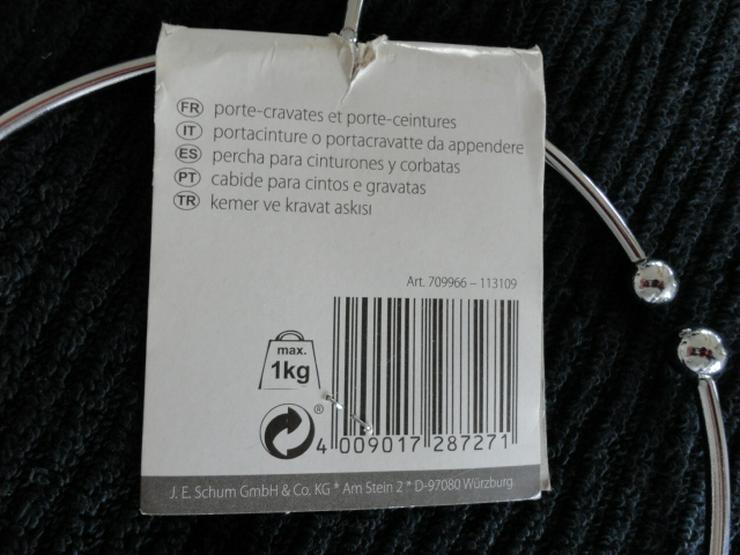 FR porte-cravates et porte-ceintures
IT portacinture o portacravatte da appendere
ES percha para cinturones y corbatas
PT cabide para cintos e gravatas
TR kemer ve kravat askısı
Art. 709966 – 113109
max.
1kg
®
4 009017 287271
J. E. Schum GmbH & Co. KG * Am Stein 2 * D-97080 Würzburg